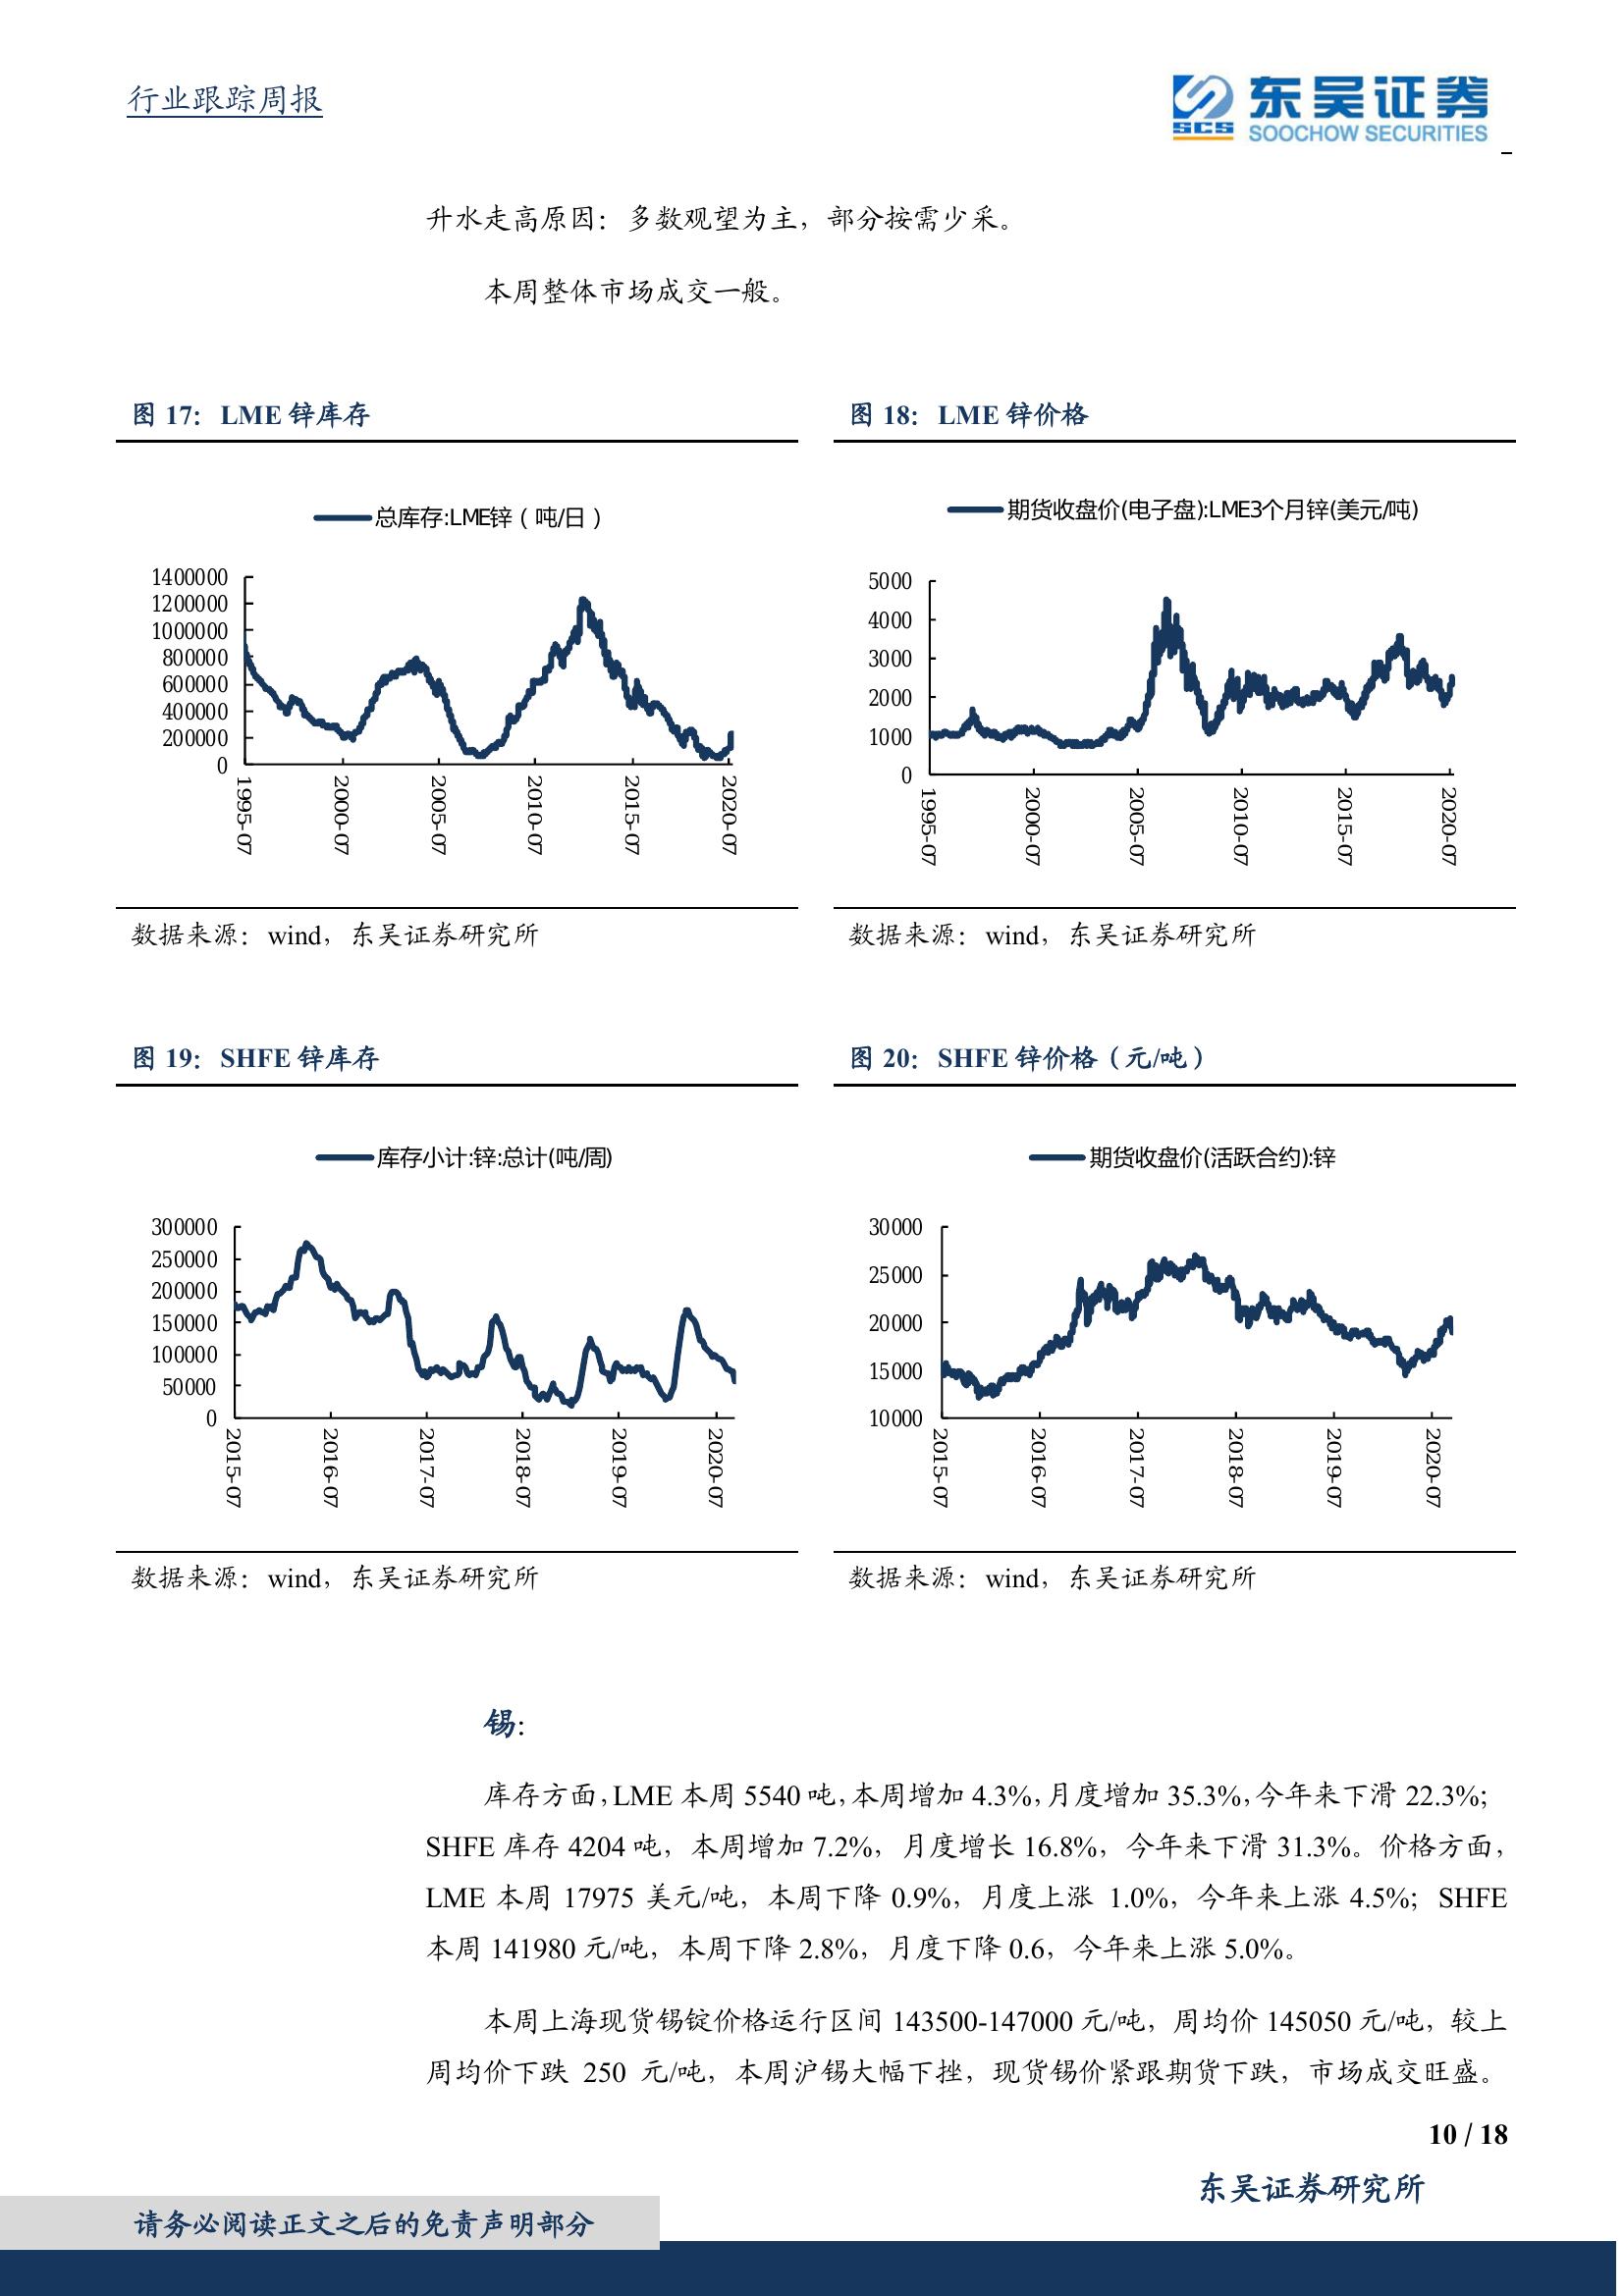 行业跟踪周报
SCS
东吴证券
SOOCHOW SECURITIES
升水走高原因：多数观望为主，部分按需少采。
本周整体市场成交一般。
图 17： LME 锌库存
总库存:LME锌（吨/日）
1400000
1200000
1000000
800000
600000
400000
200000
0
1995-07
2000-07
2005-07
2010-07
2015-07
2020-07
数据来源：wind，东吴证券研究所
图 18： LME 锌价格
期货收盘价(电子盘):LME3个月锌(美元/吨)
5000
4000
3000
2000
1000
0
1995-07
2000-07
2005-07
2010-07
2015-07
2020-07
数据来源：wind，东吴证券研究所
图 19： SHFE 锌库存
库存小计:锌:总计(吨/周)
300000
250000
200000
150000
100000
50000
0
2015-07
2016-07
2017-07
2018-07
2019-07
2020-07
数据来源：wind，东吴证券研究所
图 20： SHFE 锌价格（元/吨）
期货收盘价(活跃合约):锌
30000
25000
20000
15000
10000
2015-07
2016-07
2017-07
2018-07
2019-07
2020-07
数据来源：wind，东吴证券研究所
锡：
库存方面，LME 本周 5540 吨，本周增加 4.3%，月度增加 35.3%，今年来下滑 22.3%；
SHFE 库存 4204 吨，本周增加 7.2%，月度增长 16.8%，今年来下滑 31.3%。价格方面，
LME 本周 17975 美元/吨，本周下降 0.9%，月度上涨 1.0%，今年来上涨 4.5%；SHFE
本周 141980 元/吨，本周下降 2.8%，月度下降 0.6，今年来上涨 5.0%。
本周上海现货锡锭价格运行区间 143500-147000 元/吨，周均价 145050 元/吨，较上
周均价下跌 250 元/吨，本周沪锡大幅下挫，现货锡价紧跟期货下跌，市场成交旺盛。
10 / 18
东吴证券研究所
请务必阅读正文之后的免责声明部分